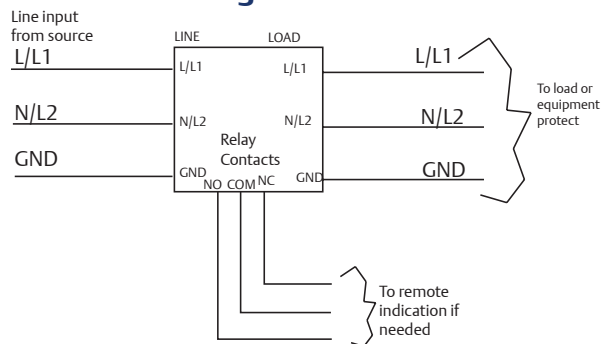 Line input
from source
LINE
LOAD
L/L1
L/L1
L/L1
L/L1
N/L2
N/L2
N/L2
N/L2
GND
GND
GND
GND
Relay
Contacts
NO COM NC
To load or
equipment
protect
To remote
indication if
needed